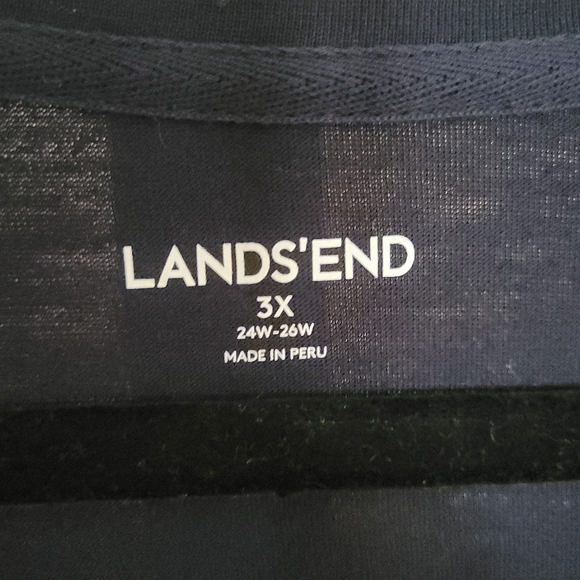 LANDS'END
3X
24W-26W
MADE IN PERU